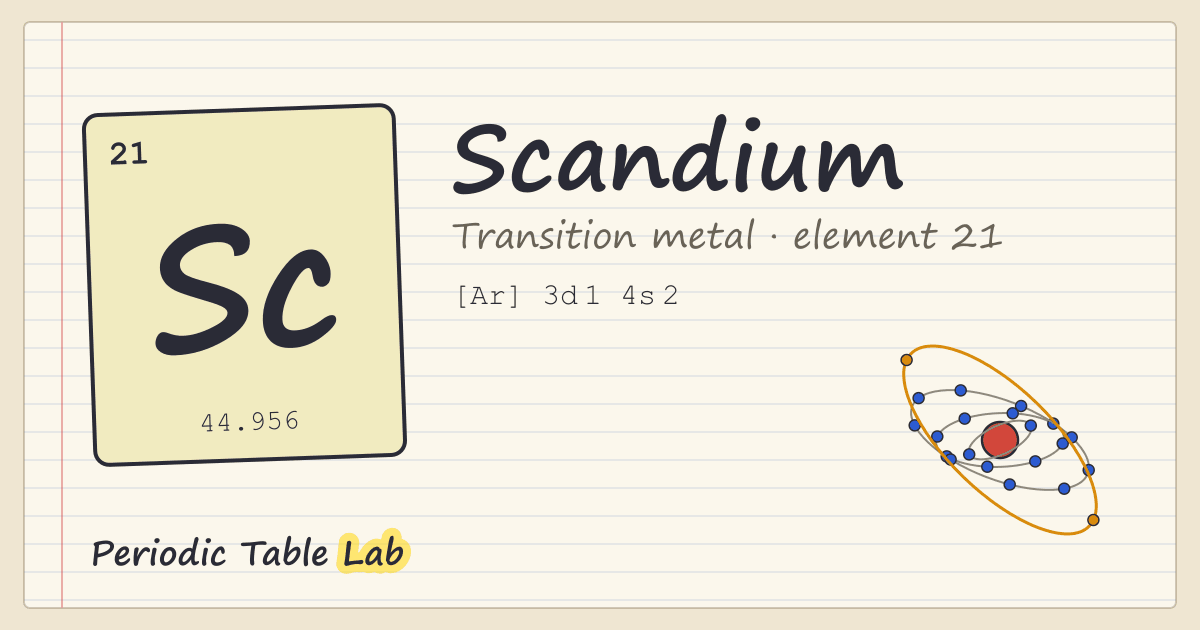 21
Sc
44.956
Scandium
Transition metal · element 21
[Ar] 3d1 4s2
Periodic Table Lab